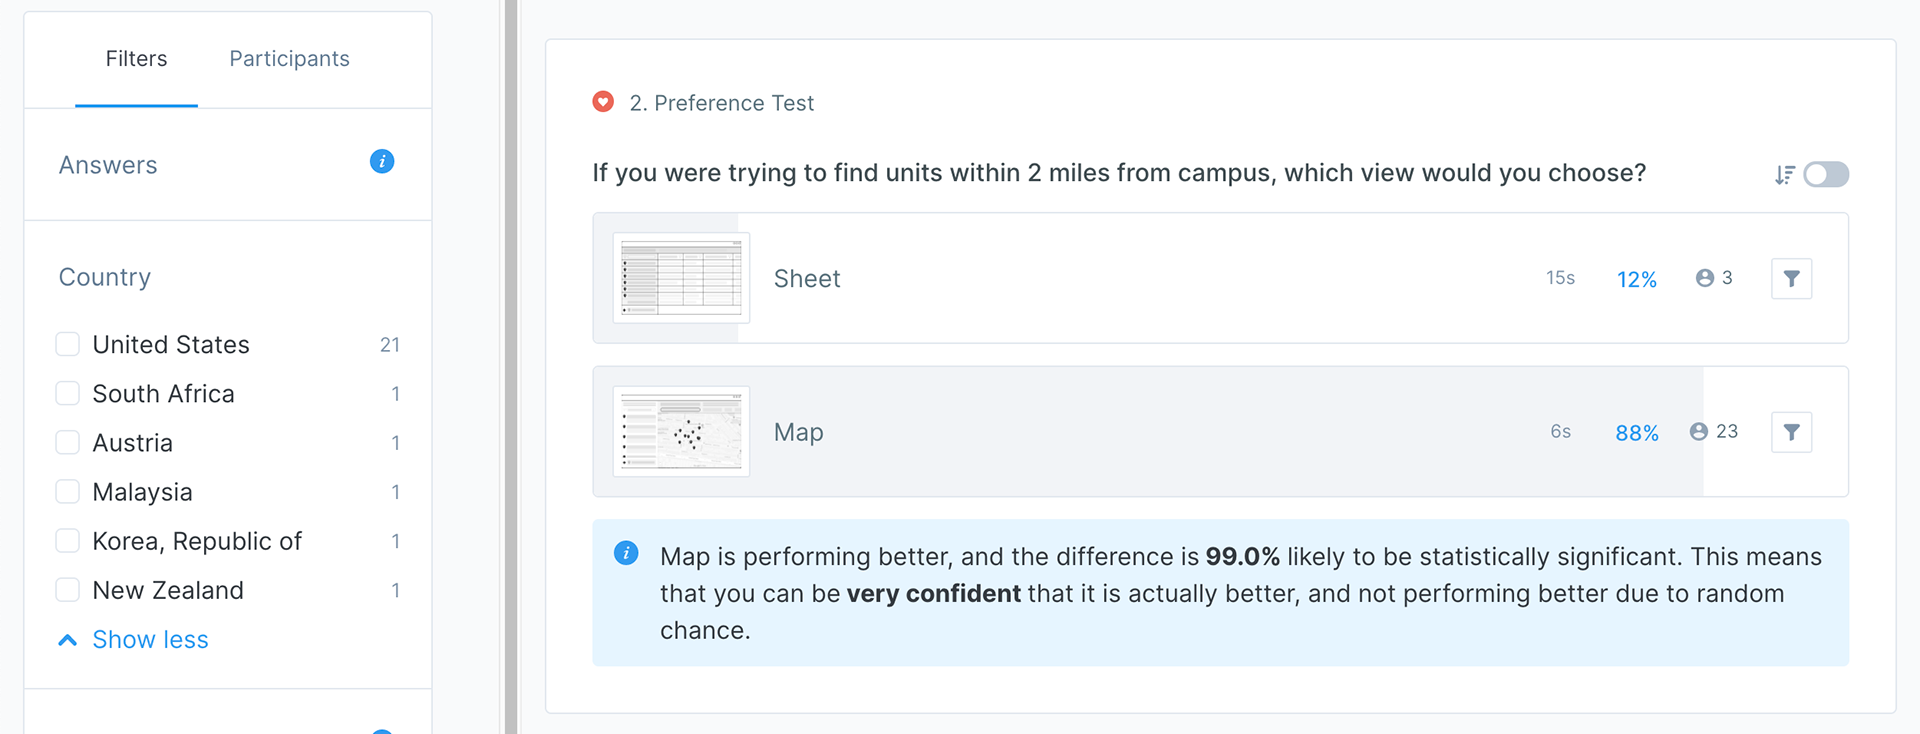 Filters
Participants
Answers
Country
United States 21
South Africa 1
Austria 1
Malaysia 1
Korea, Republic of 1
New Zealand 1
Show less
2. Preference Test
If you were trying to find units within 2 miles from campus, which view would you choose?
Sheet 15s 12% 3
Map 6s 88% 23
Map is performing better, and the difference is 99.0% likely to be statistically significant. This means
that you can be very confident that it is actually better, and not performing better due to random
chance.